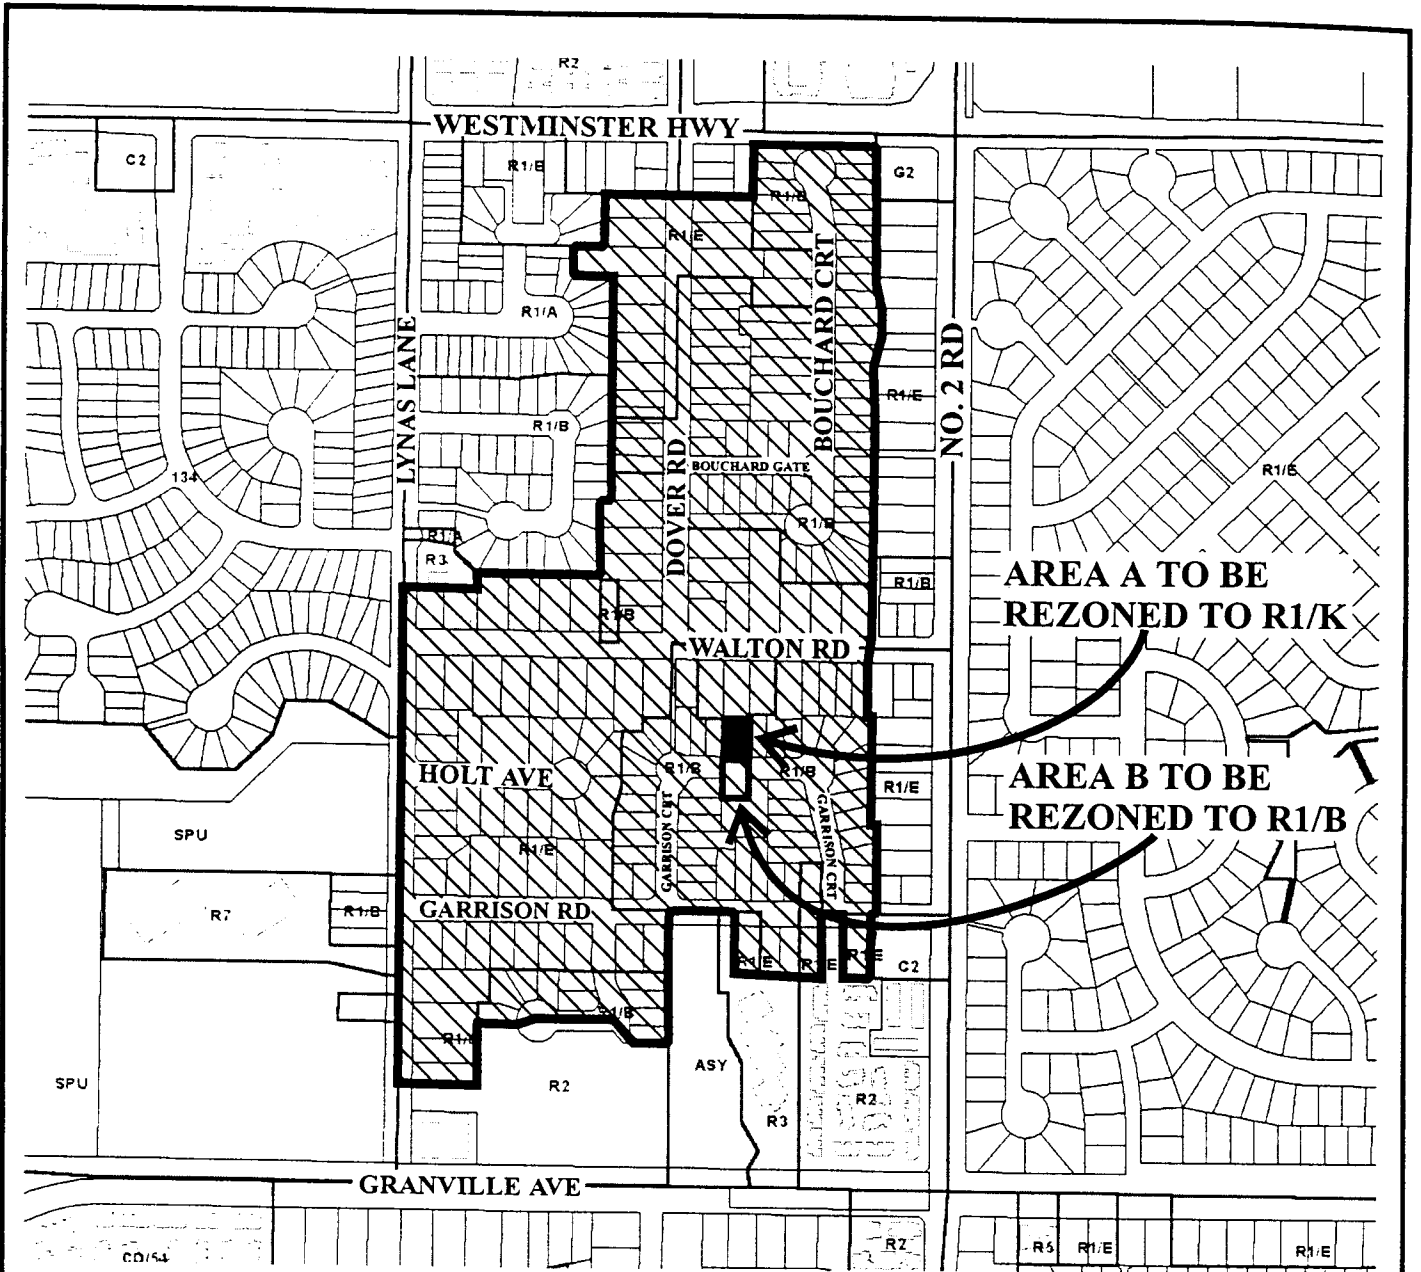 R2
WESTMINSTER HWY
C2
R1/B
G2
R1/B
R1/E
BOUCHARD CRT
R1/A
LYNAS LANE
NO. 2 RD
R1/E
R1/B
DOVER RD
BOUCHARD GATE
R1/E
134
R1/B
R1/A
R3
AREA A TO BE
REZONED TO R1/K
R1/B
R1/B
WALTON RD
R1/B
R1/B
HOLT AVE
AREA B TO BE
REZONED TO R1/B
R1/E
GARRISON CRT
GARRISON CRT
SPU
R1/E
R7
R1/B
GARRISON RD
R1/E
R1/E
R1/E
C2
R1/B
ASY
SPU
R2
R2
R3
GRANVILLE AVE
CD/54
R2
R5
R1/E
R1/E